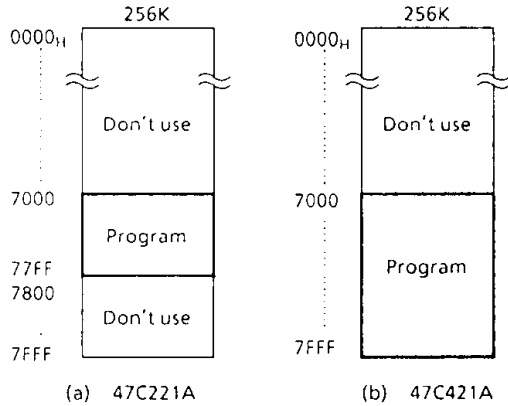 256K
0000H
Don't use
7000
Program
77FF
7800
Don't use
7FFF
(a) 47C221A
256K
0000H
Don't use
7000
Program
7FFF
(b) 47C421A